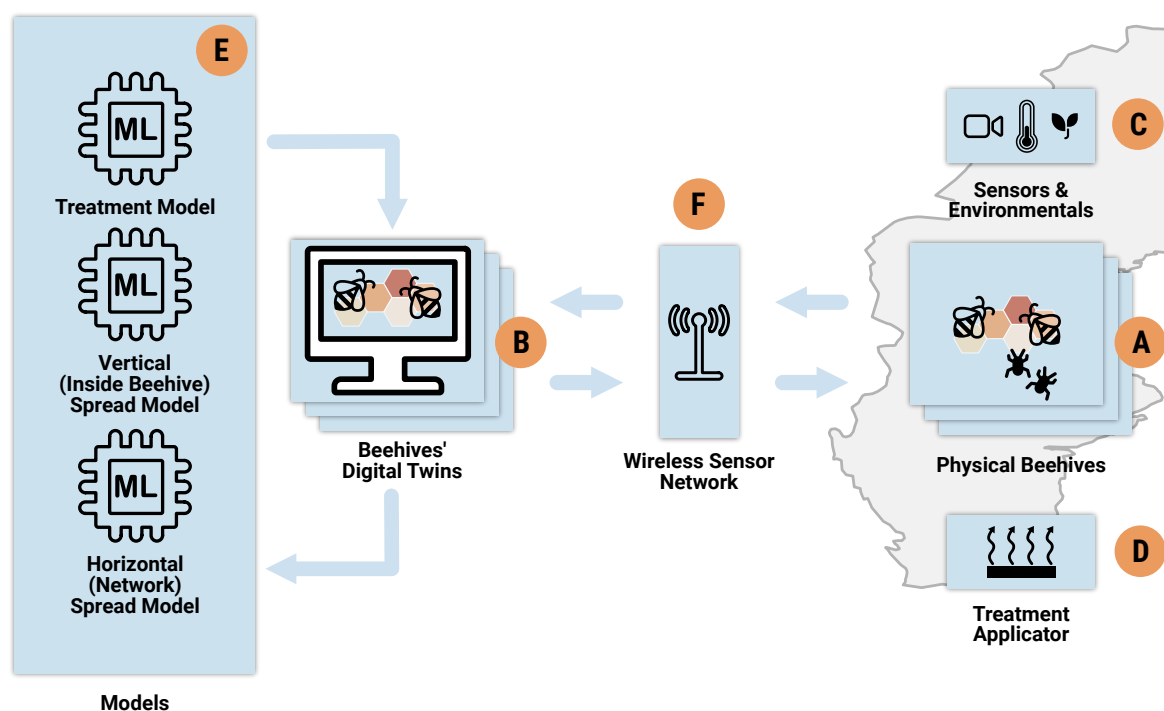 E
ML
Treatment Model
ML
Vertical
(Inside Beehive)
Spread Model
ML
Horizontal
(Network)
Spread Model
Models
B
Beehives'
Digital Twins
F
Wireless Sensor
Network
C
Sensors &
Environmentals
A
Physical Beehives
D
Treatment
Applicator